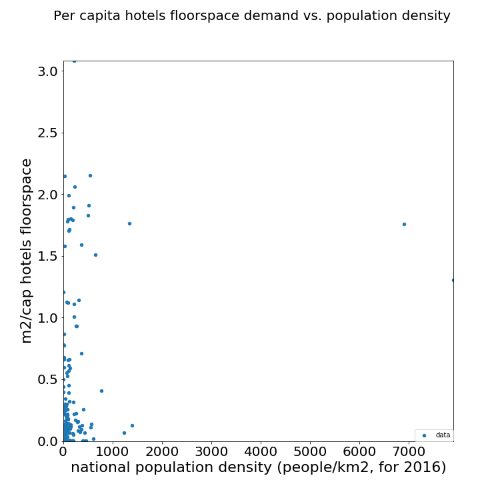 Per capita hotels floorspace demand vs. population density
3.0
2.5
2.0
1.5
1.0
0.5
0.0
m2/cap hotels floorspace
data
0 1000 2000 3000 4000 5000 6000 7000
national population density (people/km2, for 2016)